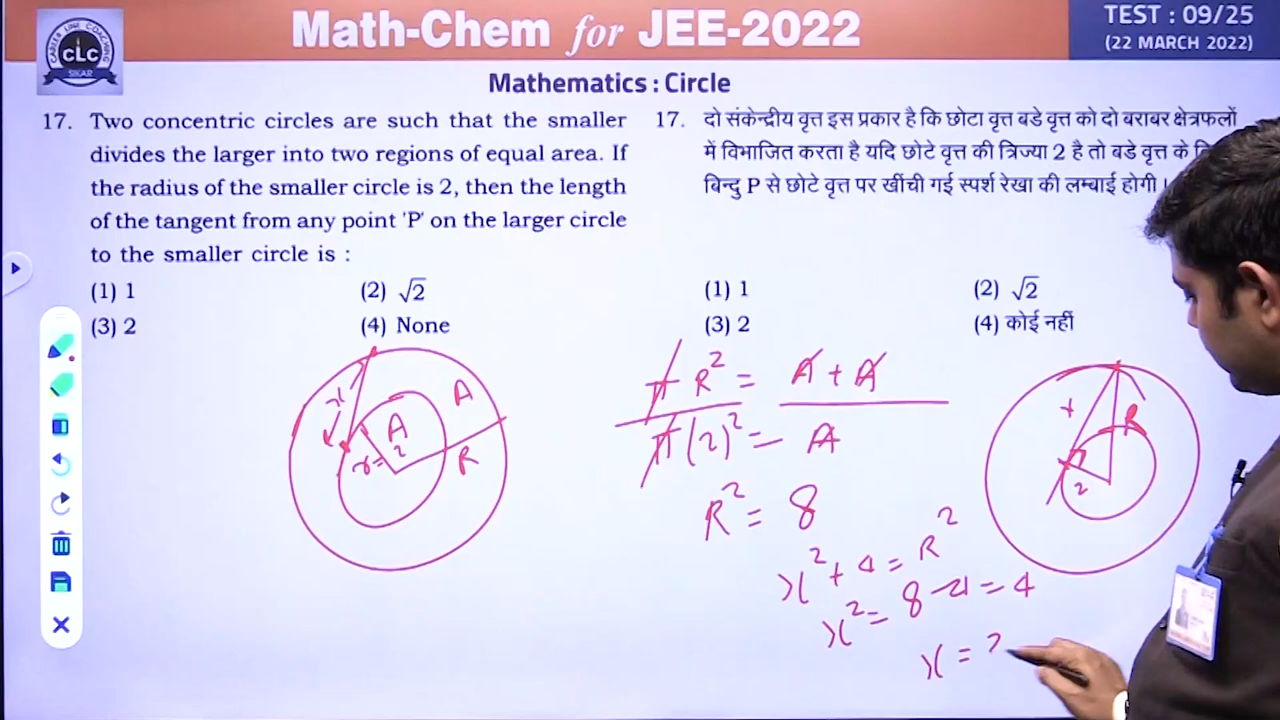 Math-Chem for JEE-2022
TEST : 09/25
(22 MARCH 2022)
CAREER LINE COACHING
CLC
SIKAR
Mathematics : Circle
17. Two concentric circles are such that the smaller
divides the larger into two regions of equal area. If
the radius of the smaller circle is 2, then the length
of the tangent from any point 'P' on the larger circle
to the smaller circle is :
(1) 1
(2) √2
(3) 2
(4) None
17. दो संकेन्द्रीय वृत्त इस प्रकार है कि छोटा वृत्त बडे वृत्त को दो बराबर क्षेत्रफलों
में विभाजित करता है यदि छोटे वृत्त की त्रिज्या 2 है तो बडे वृत्त के
बिन्दु P से छोटे वृत्त पर खींची गई स्पर्श रेखा की लम्बाई होगी ।
(1) 1
(2) √2
(3) 2
(4) कोई नहीं
x
A
A
r=2
R
π R² = A + A
π(2)² = A
R² = 8
x² + 4 = R²
x² = 8 - 4 = 4
x = 2
x
R
2